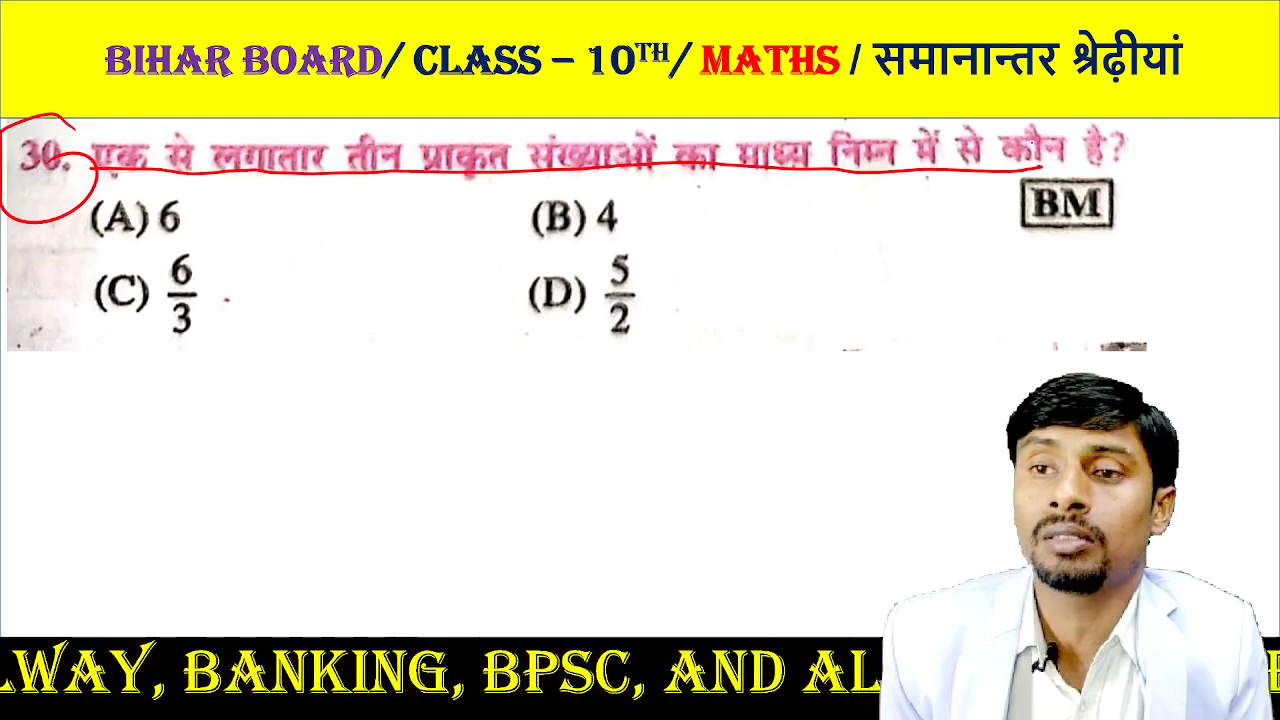 BIHAR BOARD/ CLASS – 10TH/ MATHS / समानान्तर श्रेढ़ीयां
30. एक से लगातार तीन प्राकृत संख्याओं का माध्य निम्न में से कौन है?
(A) 6 (B) 4 BM
(C) 6/3 (D) 5/2
LWAY, BANKING, BPSC, AND AL